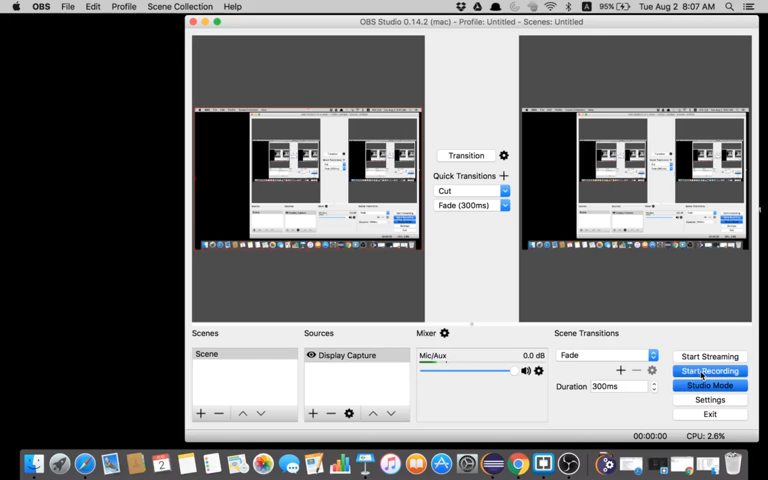 OBS File Edit Profile Scene Collection Help
95% Tue Aug 2 8:07 AM
OBS Studio 0.14.2 (mac) - Profile: Untitled - Scenes: Untitled
Transition
Quick Transitions
Cut
Fade (300ms)
Scenes
Sources
Mixer
Scene Transitions
Scene
Display Capture
Mic/Aux
0.0 dB
Fade
Duration 300ms
Start Streaming
Start Recording
Studio Mode
Settings
Exit
00:00:00
CPU: 2.6%